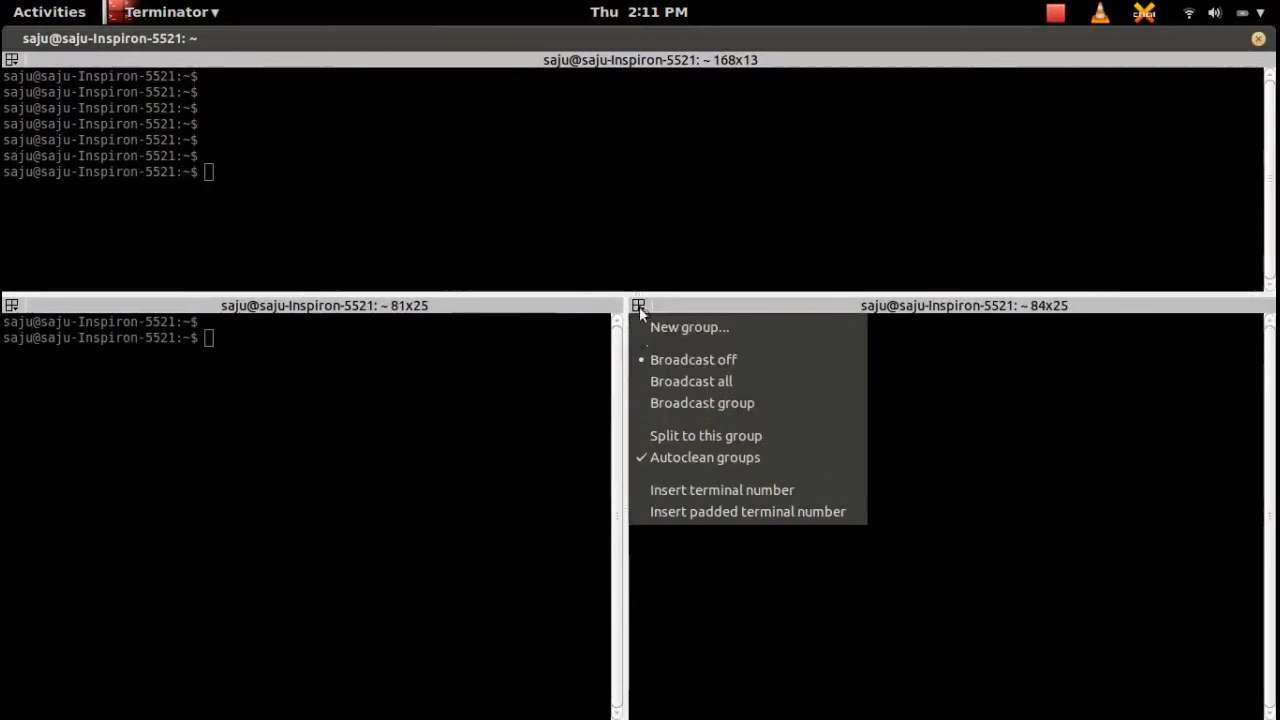 Activities Terminator Thu 2:11 PM
saju@saju-Inspiron-5521: ~
saju@saju-Inspiron-5521: ~ 168x13
saju@saju-Inspiron-5521:~$
saju@saju-Inspiron-5521:~$
saju@saju-Inspiron-5521:~$
saju@saju-Inspiron-5521:~$
saju@saju-Inspiron-5521:~$
saju@saju-Inspiron-5521:~$
saju@saju-Inspiron-5521:~$
saju@saju-Inspiron-5521: ~ 81x25
saju@saju-Inspiron-5521:~$
saju@saju-Inspiron-5521:~$
saju@saju-Inspiron-5521: ~ 84x25
New group...
Broadcast off
Broadcast all
Broadcast group
Split to this group
Autoclean groups
Insert terminal number
Insert padded terminal number